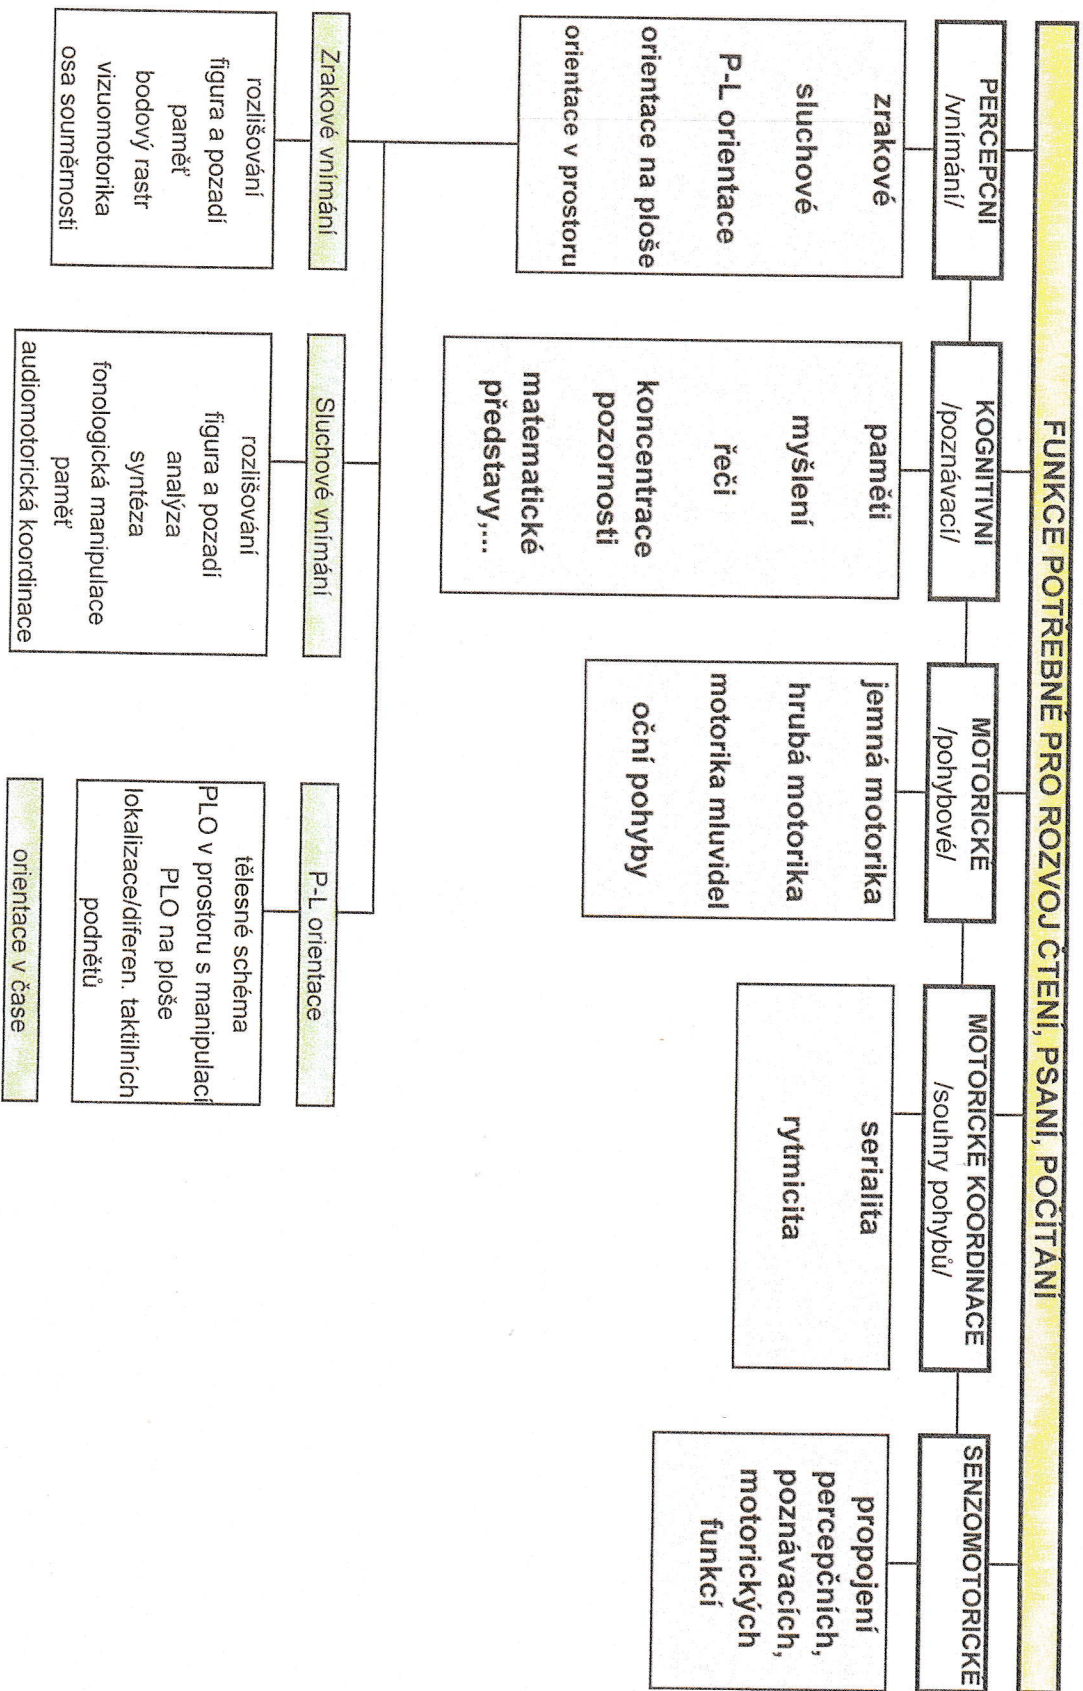 FUNKCE POTŘEBNÉ PRO ROZVOJ ČTENÍ, PSANÍ, POČÍTÁNÍ
PERCEPČNÍ
/vnímání/
zrakové
sluchové
P-L orientace
orientace na ploše
orientace v prostoru
KOGNITIVNÍ
/poznávací/
paměti
myšlení
řeči
koncentrace
pozornosti
matematické
představy,...
MOTORICKÉ
/pohybové/
jemná motorika
hrubá motorika
motorika mluvidel
oční pohyby
MOTORICKÉ KOORDINACE
/souhry pohybů/
serialita
rytmicita
SENZOMOTORICKÉ
propojení
percepčních,
poznávacích,
motorických
funkcí
Zrakové vnímání
rozlišování
figura a pozadí
paměť
bodový rastr
vizuomotorika
osa souměrnosti
Sluchové vnímání
rozlišování
figura a pozadí
analýza
syntéza
fonologická manipulace
audiomotorická koordinace
paměť
P-L orientace
tělesné schéma
PLO v prostoru s manipulací
PLO na ploše
lokalizace/diferen. taktilních
podnětů
orientace v čase